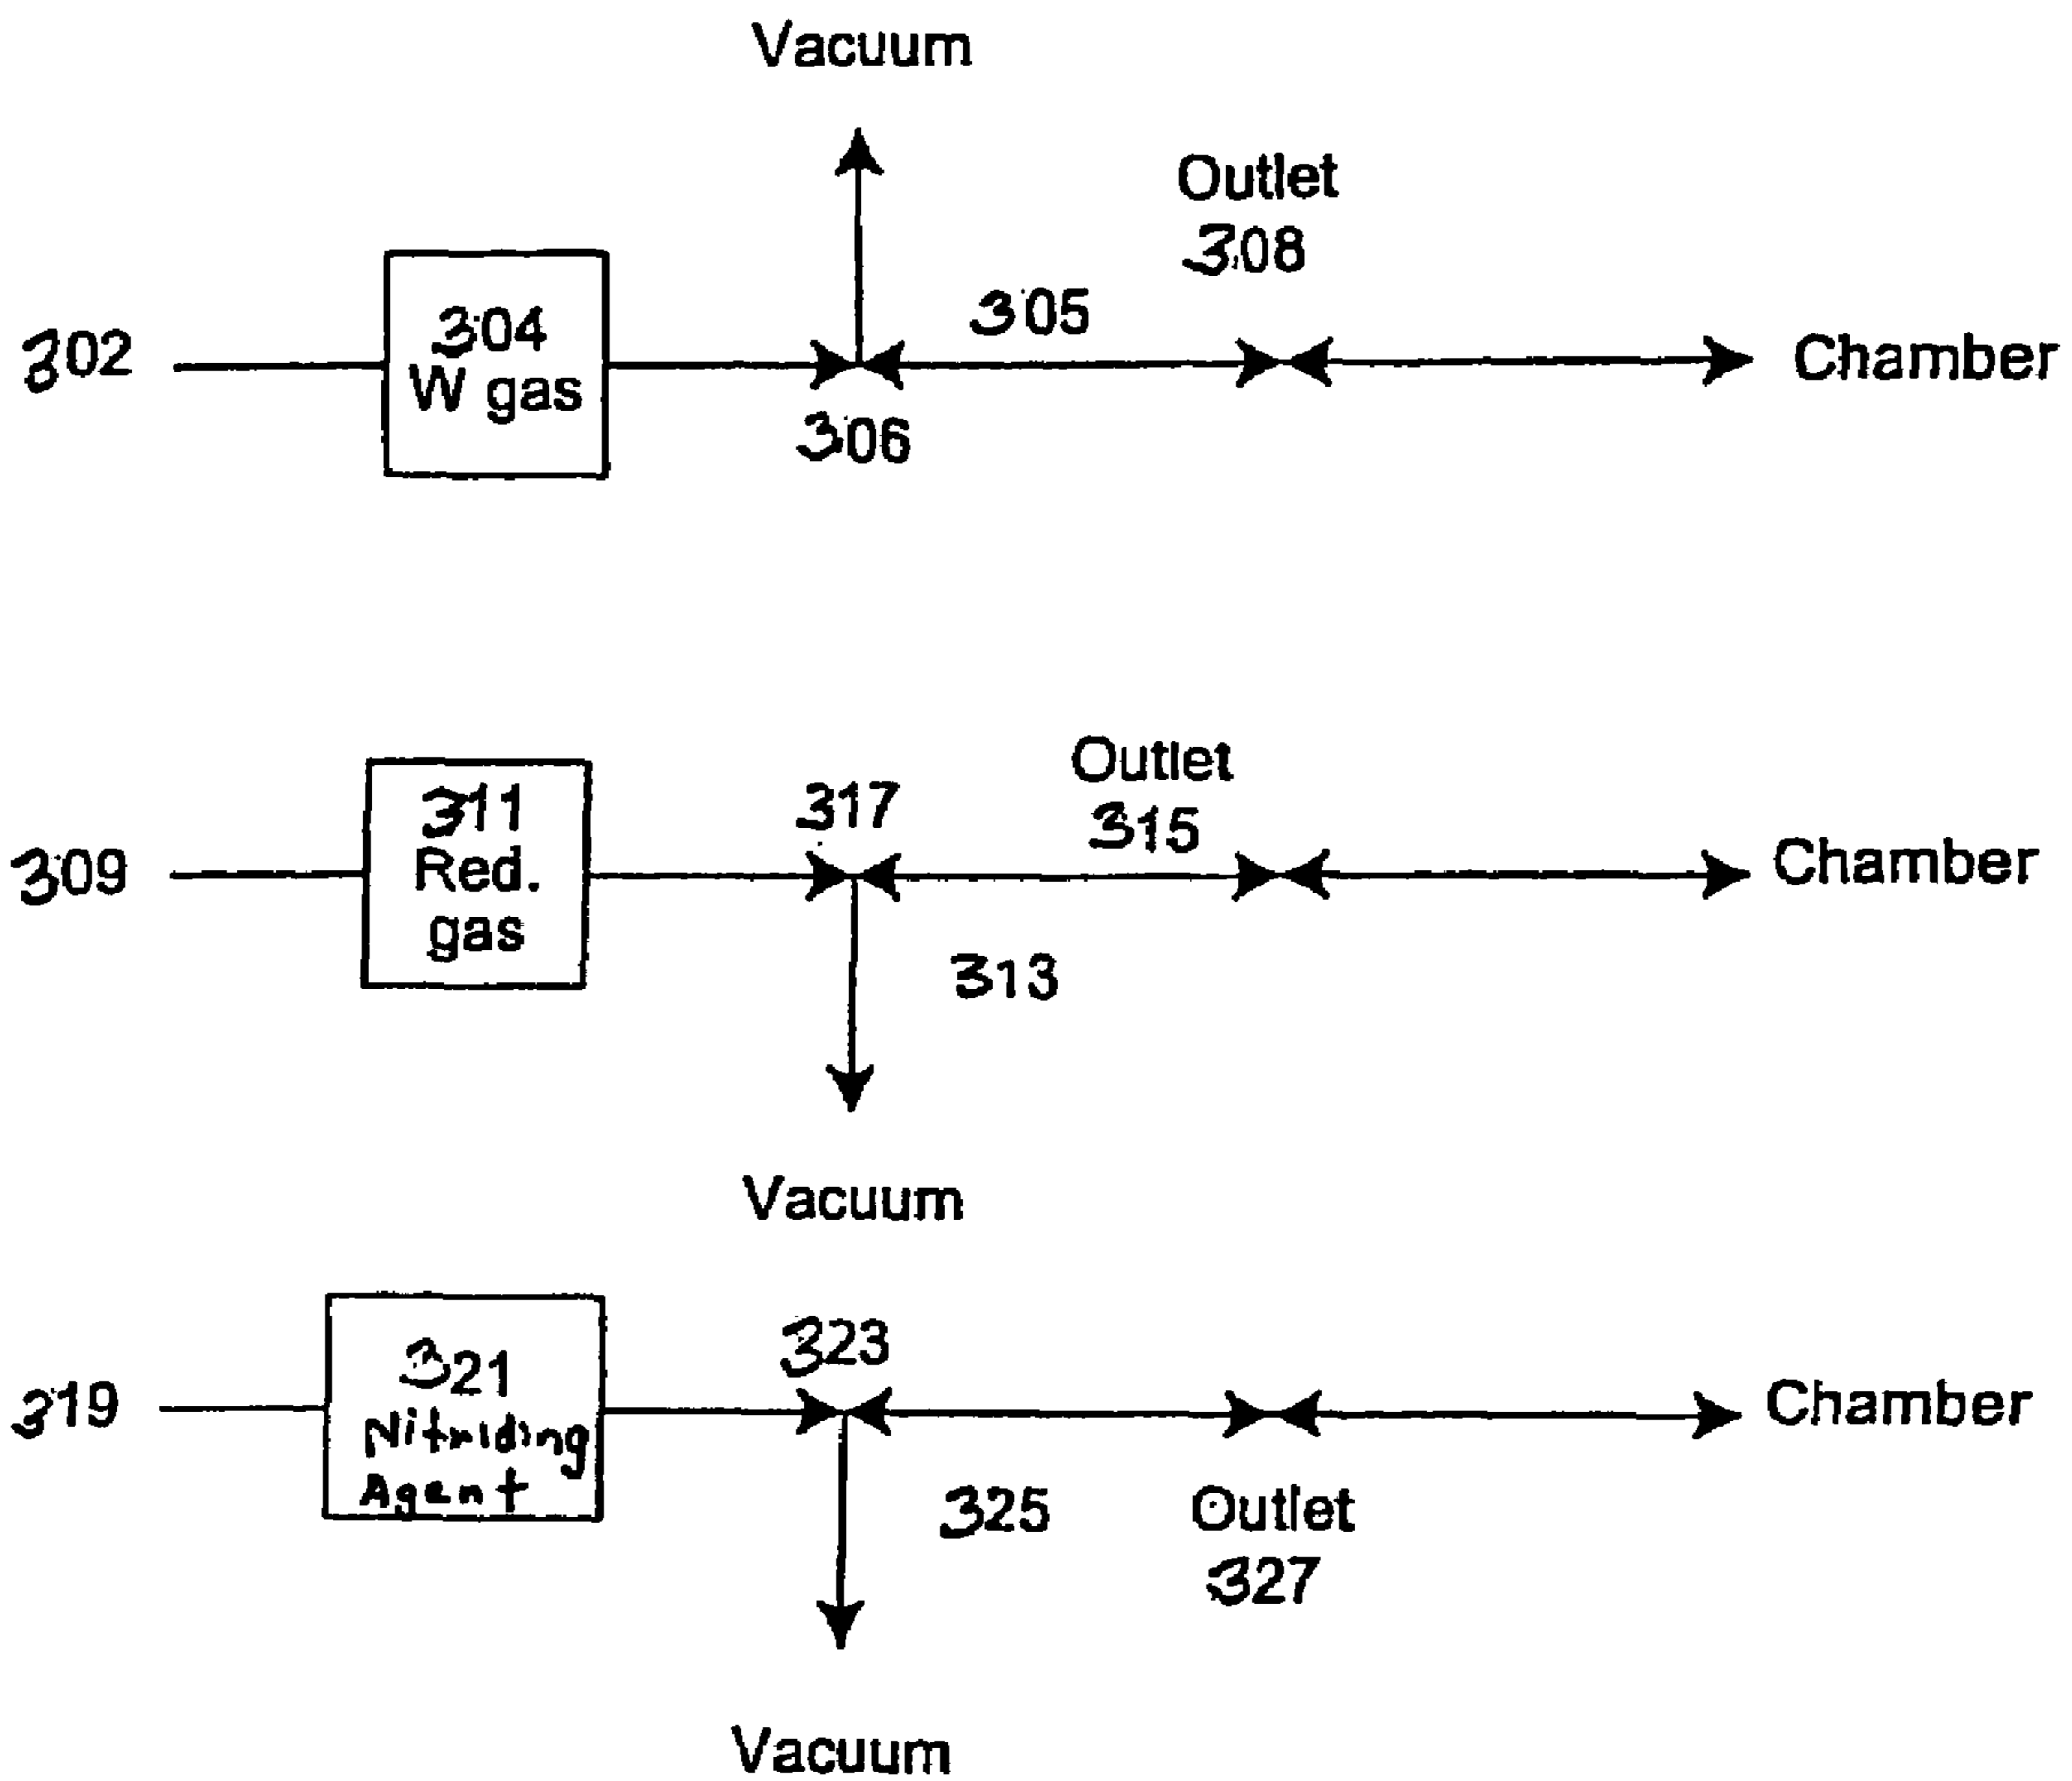 Vacuum
Outlet
308
305
302
304
W gas
Chamber
306
Outlet
315
317
311
Red.
gas
309
Chamber
313
Vacuum
323
321
Nitriding
Agent
319
Chamber
325
Outlet
327
Vacuum